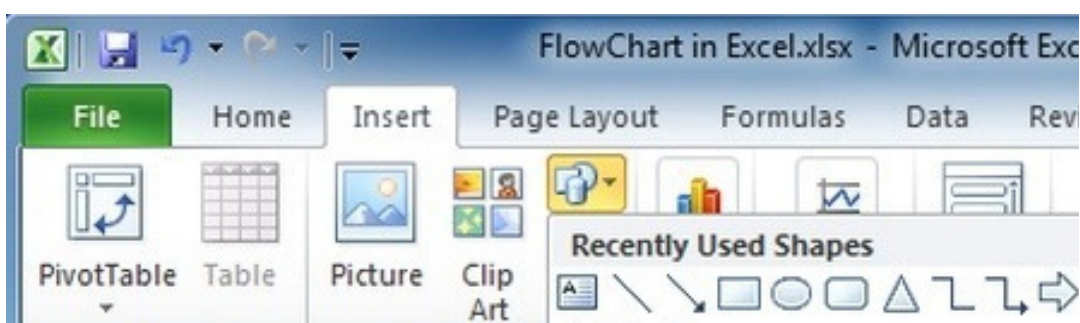 FlowChart in Excel.xlsx - Microsoft Exc
File Home Insert Page Layout Formulas Data Rev
Recently Used Shapes
PivotTable Table Picture Clip
Art